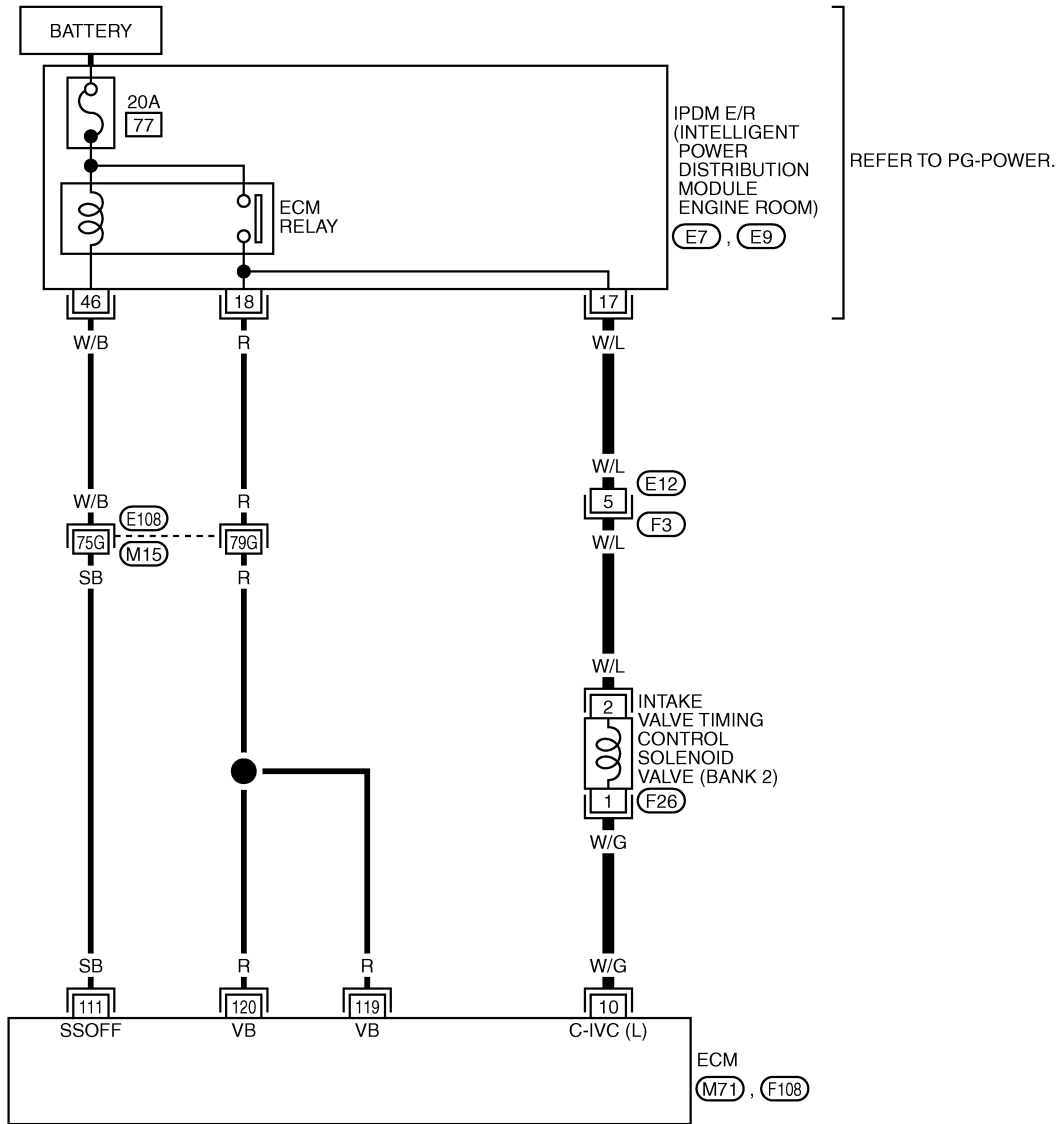 BATTERY
20A
77
IPDM E/R
(INTELLIGENT
POWER
DISTRIBUTION
MODULE
ENGINE ROOM)
E7 , E9
REFER TO PG-POWER.
ECM
RELAY
46 18 17
W/B R W/L
W/B R W/L
E12
5
F3
W/L
E108
75G 79G
M15
SB R
W/L
2
INTAKE
VALVE TIMING
CONTROL
SOLENOID
VALVE (BANK 2)
1 F26
W/G
SB R R W/G
111 120 119 10
SSOFF VB VB C-IVC (L)
ECM
M71 , F108